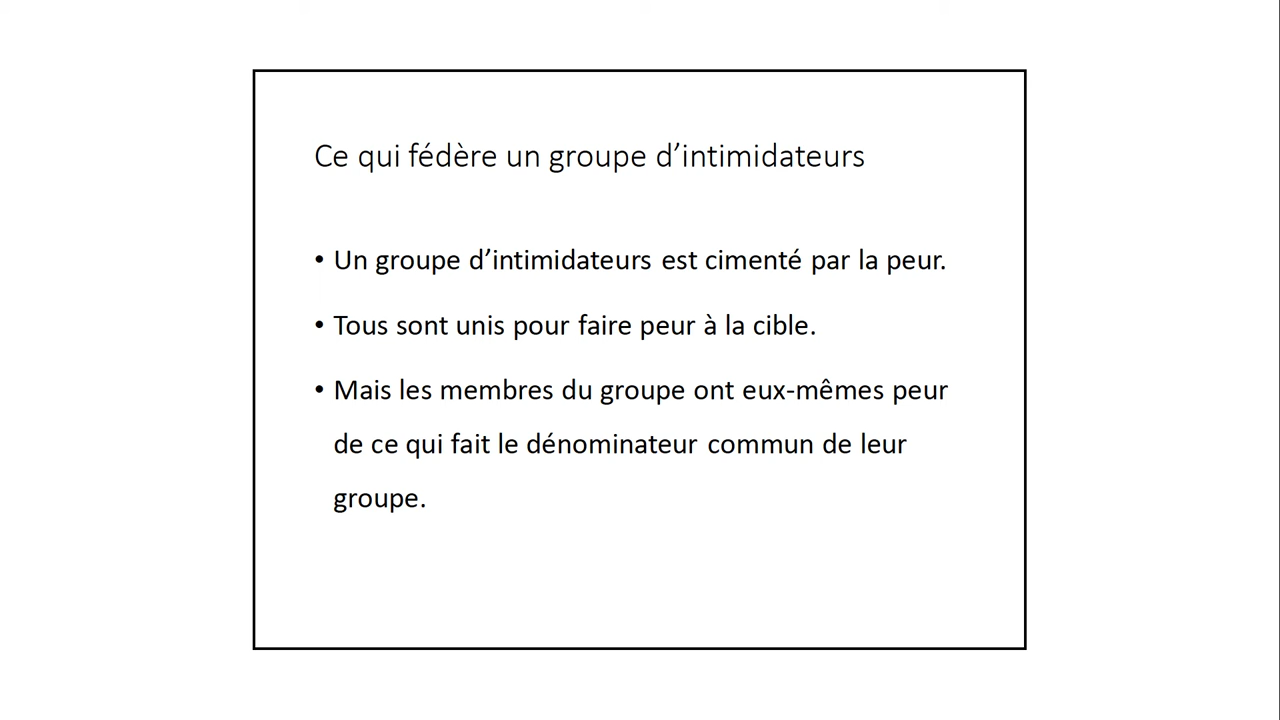 Ce qui fédère un groupe d’intimidateurs
• Un groupe d’intimidateurs est cimenté par la peur.
• Tous sont unis pour faire peur à la cible.
• Mais les membres du groupe ont eux-mêmes peur
de ce qui fait le dénominateur commun de leur
groupe.